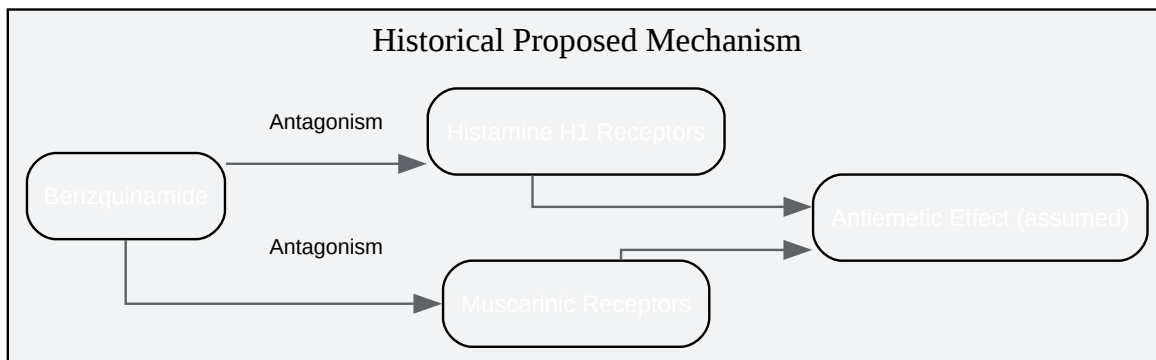 Historical Proposed Mechanism
Antagonism
Histamine H1 Receptors
Benzquinamide
Antiemetic Effect (assumed)
Antagonism
Muscarinic Receptors